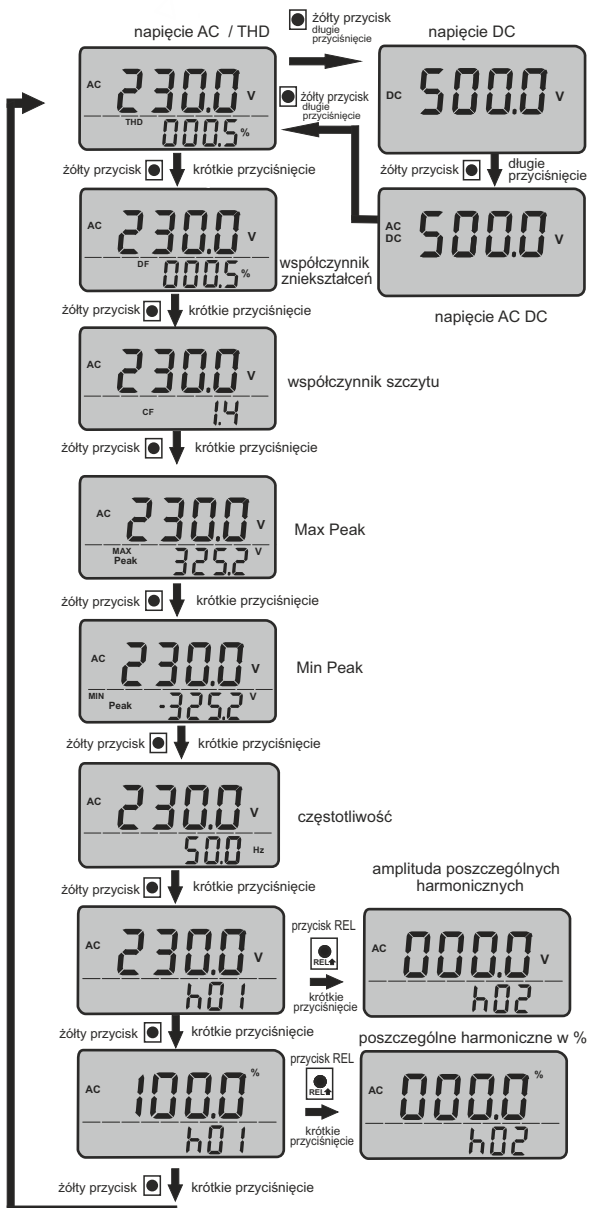 napięcie AC / THD
żółty przycisk
długie
przyciśnięcie
napięcie DC
AC 230.0 V
THD 000.5 %
żółty przycisk
długie
przyciśnięcie
DC 500.0 V
żółty przycisk krótkie przyciśnięcie
żółty przycisk długie
przyciśnięcie
AC 230.0 V
DF 000.5 %
współczynnik
zniekształceń
AC
DC 500.0 V
napięcie AC DC
żółty przycisk krótkie przyciśnięcie
AC 230.0 V
CF 1.4
współczynnik szczytu
żółty przycisk krótkie przyciśnięcie
AC 230.0 V
MAX
Peak 325.2 V
Max Peak
żółty przycisk krótkie przyciśnięcie
AC 230.0 V
MIN Peak -325.2 V
Min Peak
żółty przycisk krótkie przyciśnięcie
AC 230.0 V
50.0 Hz
częstotliwość
żółty przycisk krótkie przyciśnięcie
amplituda poszczególnych
harmonicznych
AC 230.0 V
h01
przycisk REL
REL
krótkie
przyciśnięcie
AC 000.0 V
h02
żółty przycisk krótkie przyciśnięcie
poszczególne harmoniczne w %
AC 100.0 %
h01
przycisk REL
REL
krótkie
przyciśnięcie
AC 000.0 %
h02
żółty przycisk krótkie przyciśnięcie